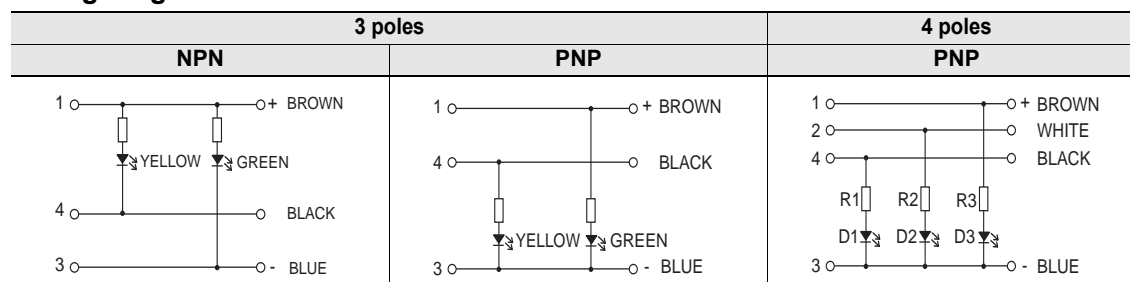 3 poles 4 poles
NPN PNP PNP
1 + BROWN
YELLOW GREEN
4 BLACK
3 - BLUE
1 + BROWN
4 BLACK
YELLOW GREEN
3 - BLUE
1 + BROWN
2 WHITE
4 BLACK
R1 R2 R3
D1 D2 D3
3 - BLUE